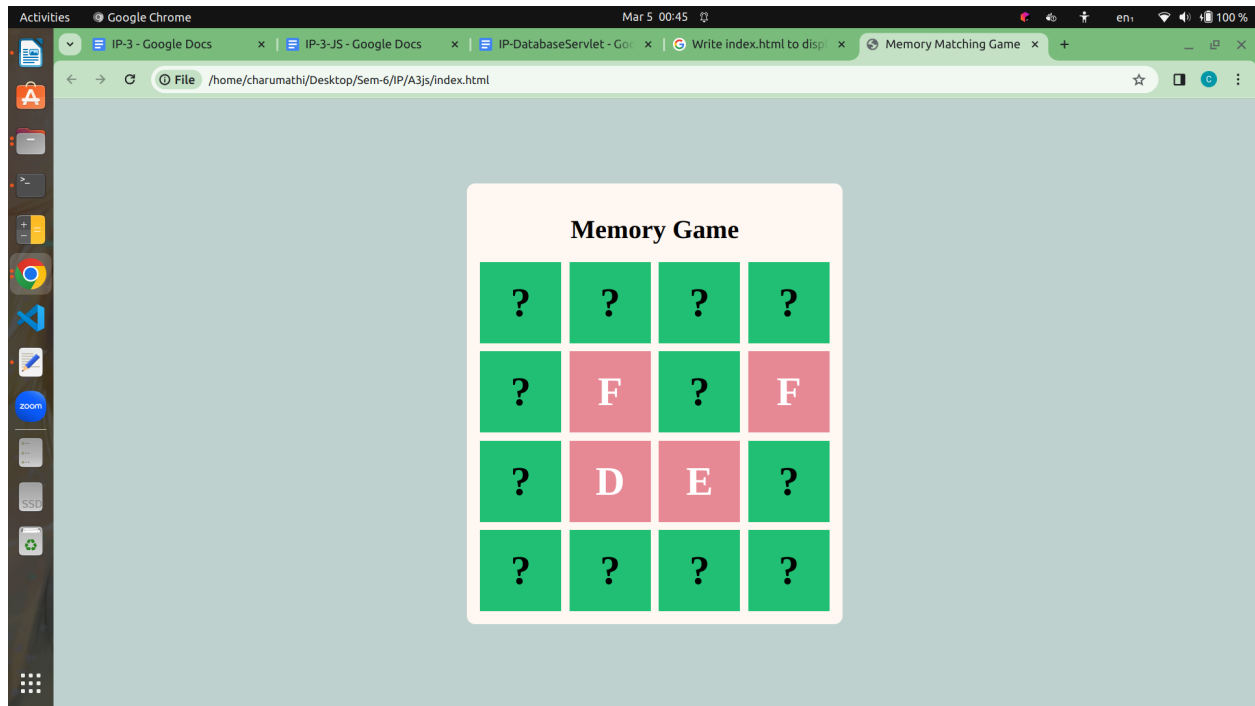 Activities Google Chrome Mar 5 00:45 en₁ 100 %
IP-3 - Google Docs IP-3-JS - Google Docs IP-DatabaseServlet - Goo Write index.html to disp Memory Matching Game
File /home/charumathi/Desktop/Sem-6/IP/A3js/index.html C
Memory Game
? ? ? ?
? F ? F
? D E ?
? ? ? ?
zoom
SSD